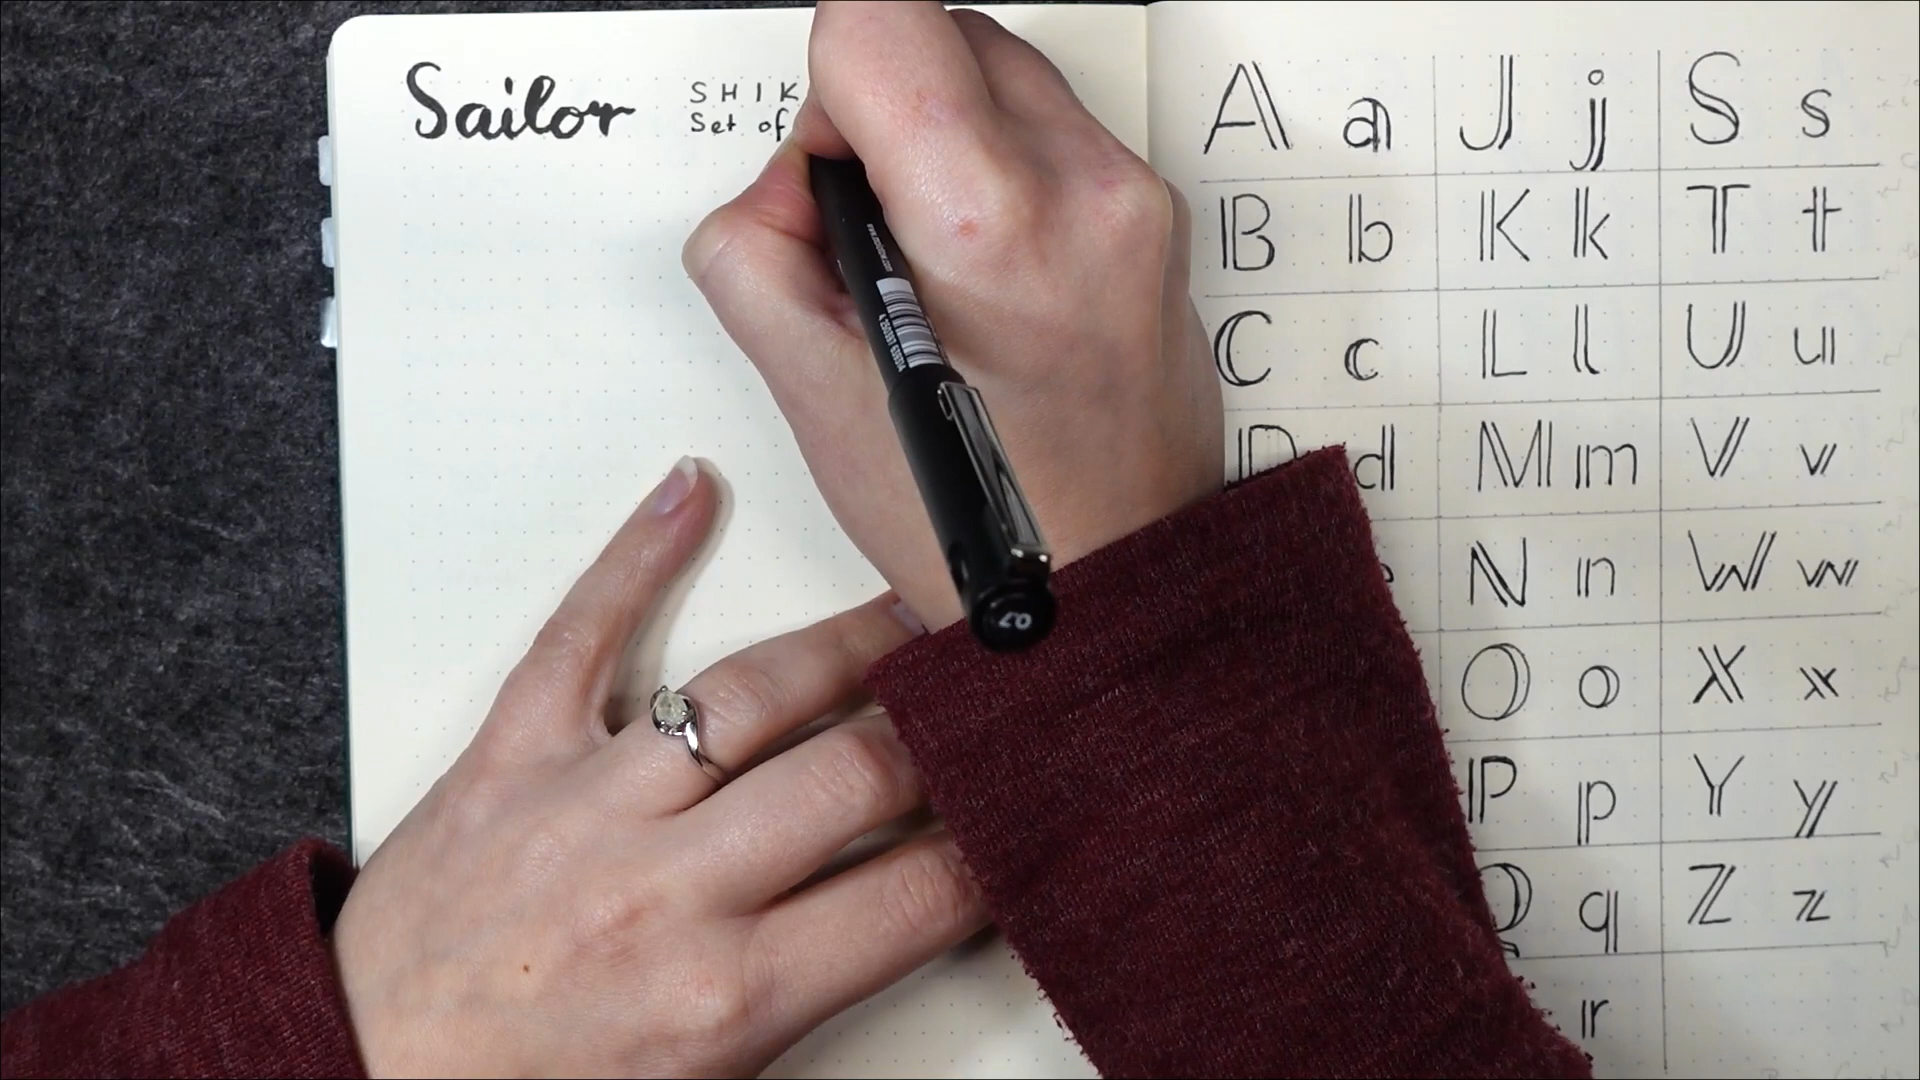 Sailor
SHIK
Set of
A a J j S s
B b K k T t
C c L l U u
D d M m V v
N n W w
O o X x
P p Y y
Q q Z z
r
0.7